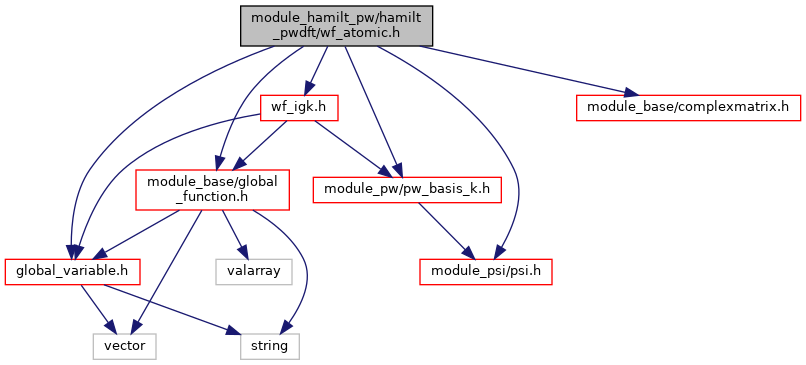 module_hamilt_pw/hamilt
_pwdft/wf_atomic.h
wf_igk.h
module_base/complexmatrix.h
module_base/global
_function.h
module_pw/pw_basis_k.h
global_variable.h
valarray
module_psi/psi.h
vector
string